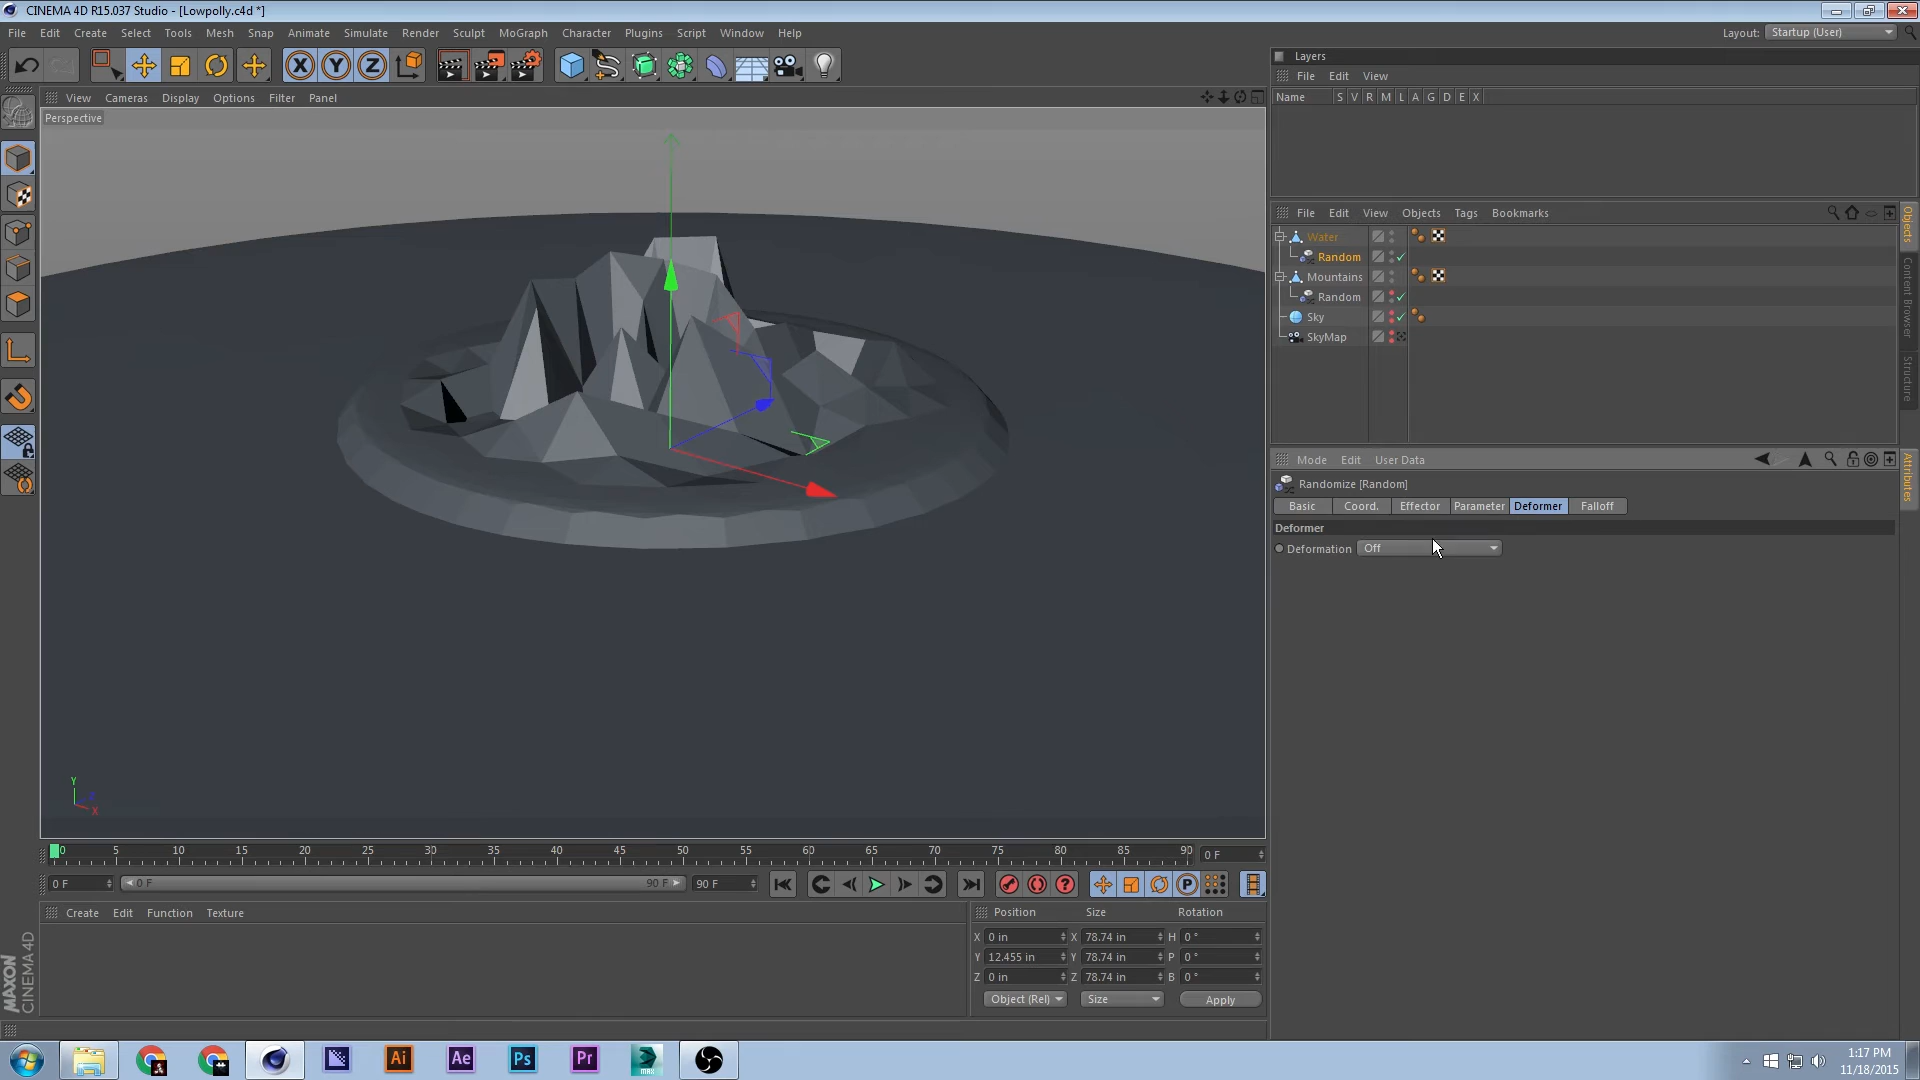 CINEMA 4D R15.037 Studio - [Lowpolly.c4d *]
File Edit Create Select Tools Mesh Snap Animate Simulate Render Sculpt MoGraph Character Plugins Script Window Help
Layout: Startup (User)
X Y Z
Layers
File Edit View
Name S V R M L A G D E X
View Cameras Display Options Filter Panel
Perspective
File Edit View Objects Tags Bookmarks
Water
Random
Mountains
Random
Sky
SkyMap
Objects
Content Browser
Structure
Mode Edit User Data
Attributes
Randomize [Random]
Basic Coord. Effector Parameter Deformer Falloff
Deformer
Deformation Off
Y
X
0 5 10 15 20 25 30 35 40 45 50 55 60 65 70 75 80 85 90
0 F
0 F 0 F 90 F 90 F
P
Create Edit Function Texture
Position Size Rotation
X 0 in X 78.74 in H 0 °
Y 12.455 in Y 78.74 in P 0 °
Z 0 in Z 78.74 in B 0 °
Object (Rel) Size Apply
MAXON
CINEMA 4D
Ai Ae Ps Pr MAX
1:17 PM
11/18/2015